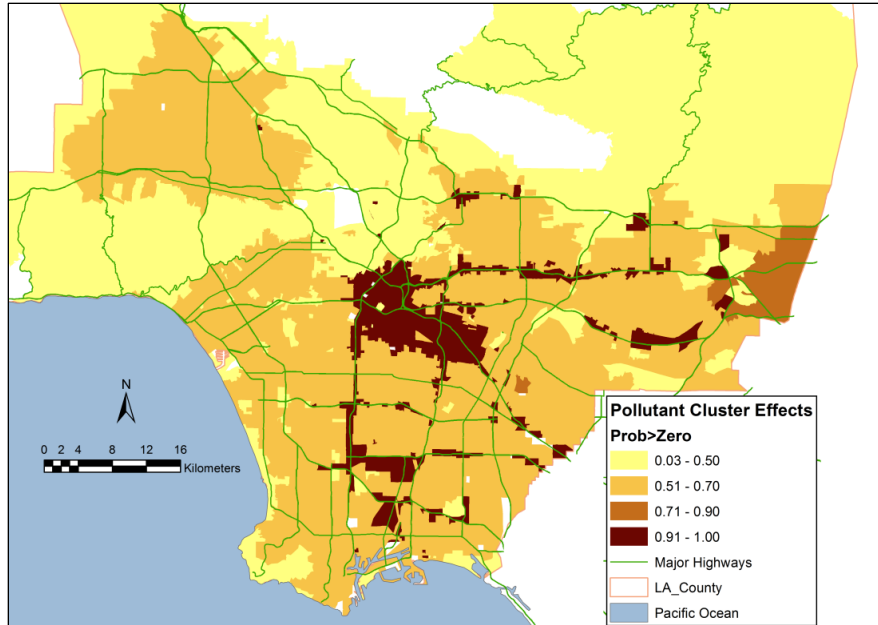 N
0 2 4 8 12 16
Kilometers
Pollutant Cluster Effects
Prob>Zero
0.03 - 0.50
0.51 - 0.70
0.71 - 0.90
0.91 - 1.00
Major Highways
LA_County
Pacific Ocean